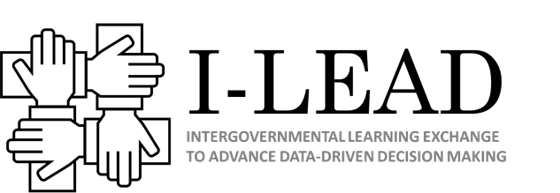 I-LEAD
INTERGOVERNMENTAL LEARNING EXCHANGE
TO ADVANCE DATA-DRIVEN DECISION MAKING